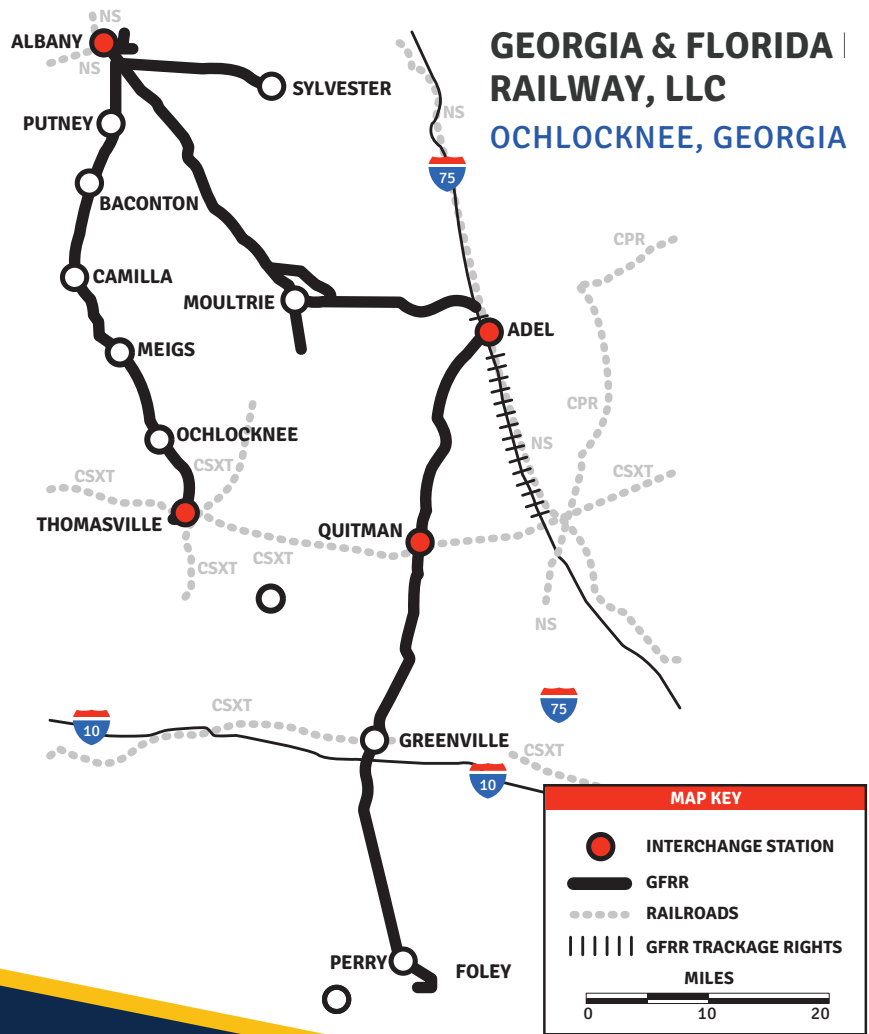 GEORGIA & FLORIDA
RAILWAY, LLC
OCHLOCKNEE, GEORGIA
NS
ALBANY
NS
SYLVESTER
NS
PUTNEY
75
BACONTON
CPR
CAMILLA
MOULTRIE
ADEL
MEIGS
CPR
OCHLOCKNEE
NS
CSXT
CSXT
CSXT
THOMASVILLE
QUITMAN
CSXT
CSXT
NS
75
CSXT
10
GREENVILLE
CSXT
10
MAP KEY
INTERCHANGE STATION
GFRR
RAILROADS
GFRR TRACKAGE RIGHTS
MILES
0 10 20
PERRY
FOLEY